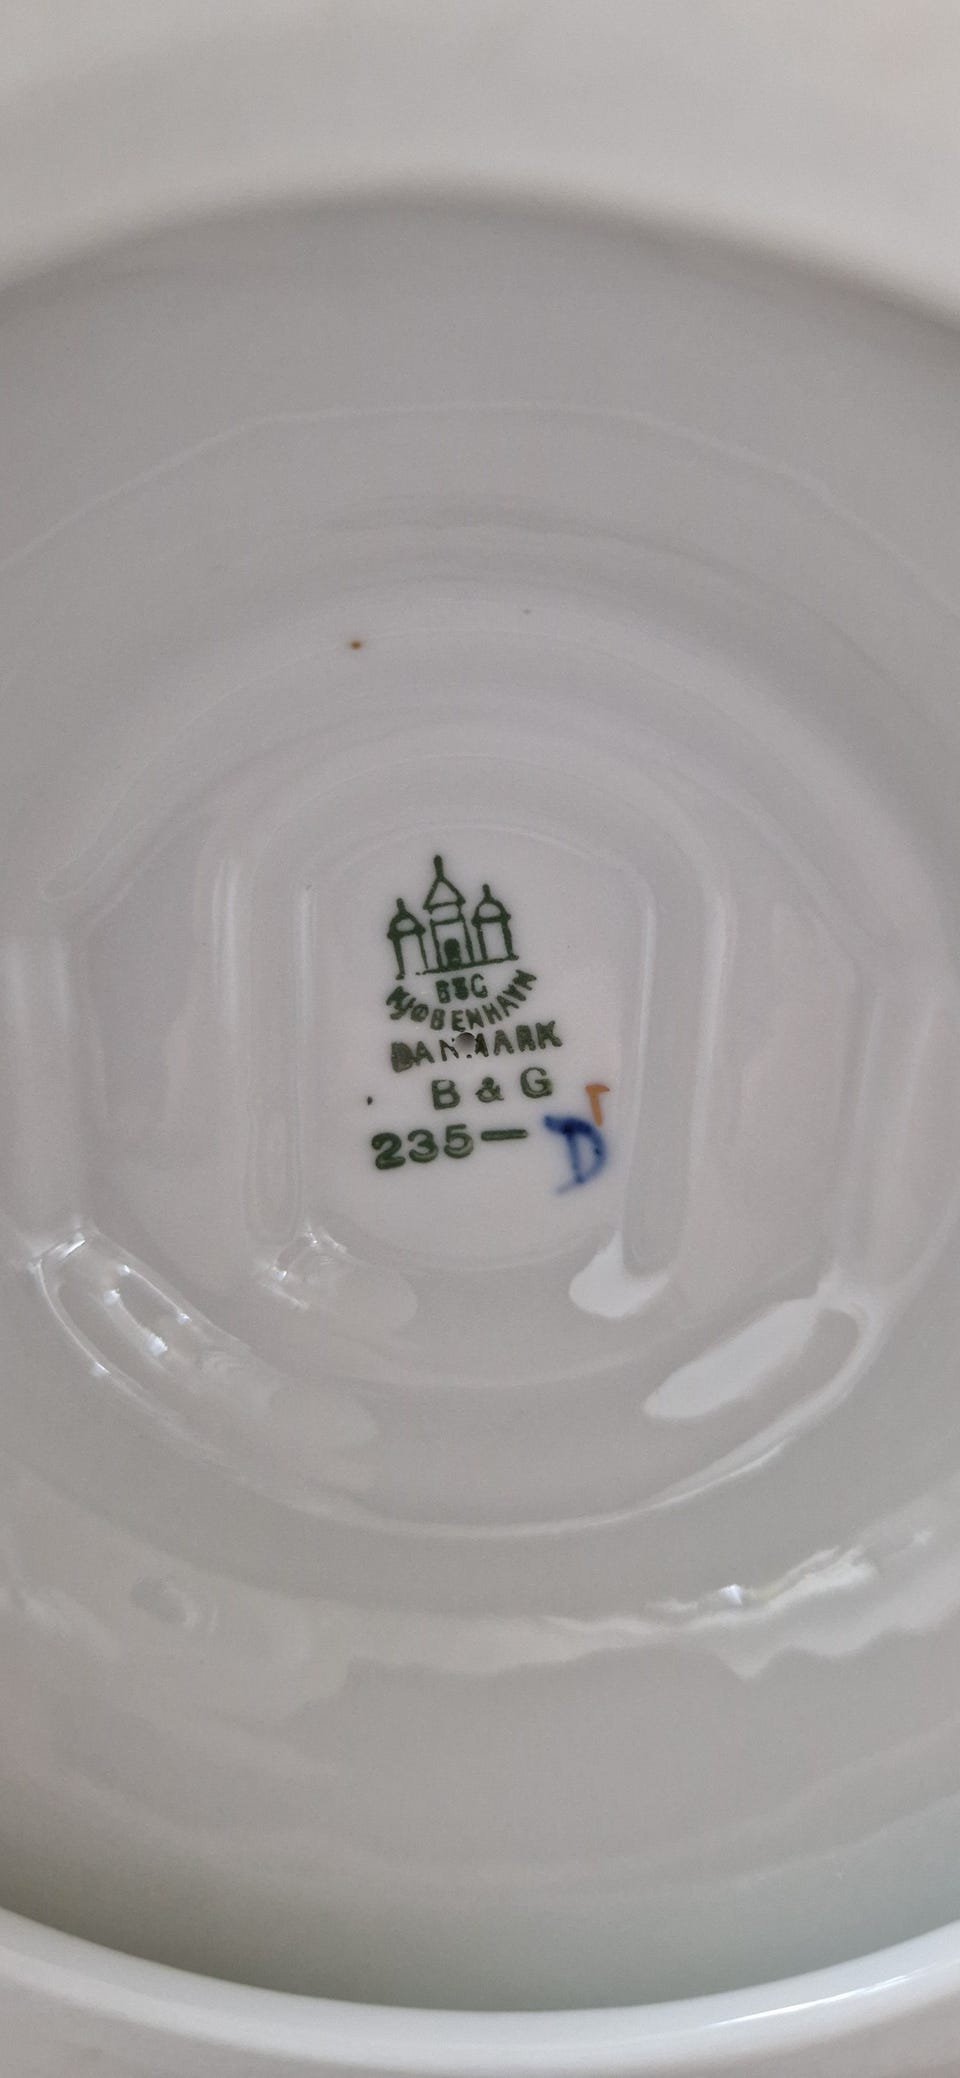 B&G
KJØBENHAVN
DANMARK
B & G
235—
D